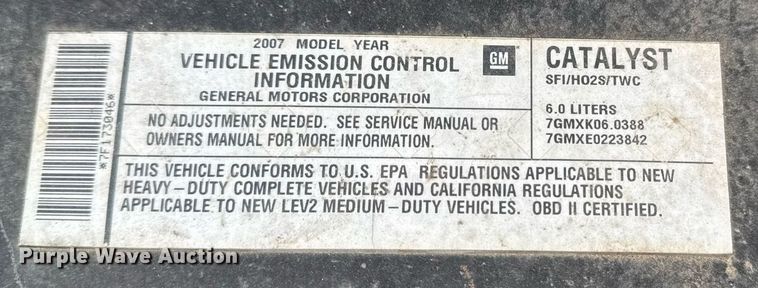 *7F173046*
2007 MODEL YEAR
VEHICLE EMISSION CONTROL
INFORMATION
GENERAL MOTORS CORPORATION
GM
NO ADJUSTMENTS NEEDED. SEE SERVICE MANUAL OR
OWNERS MANUAL FOR MORE INFORMATION.
CATALYST
SFI/HO2S/TWC
6.0 LITERS
7GMXK06.0388
7GMXE0223842
THIS VEHICLE CONFORMS TO U.S. EPA REGULATIONS APPLICABLE TO NEW
HEAVY-DUTY COMPLETE VEHICLES AND CALIFORNIA REGULATIONS
APPLICABLE TO NEW LEV2 MEDIUM-DUTY VEHICLES. OBD II CERTIFIED.
Purple Wave Auction